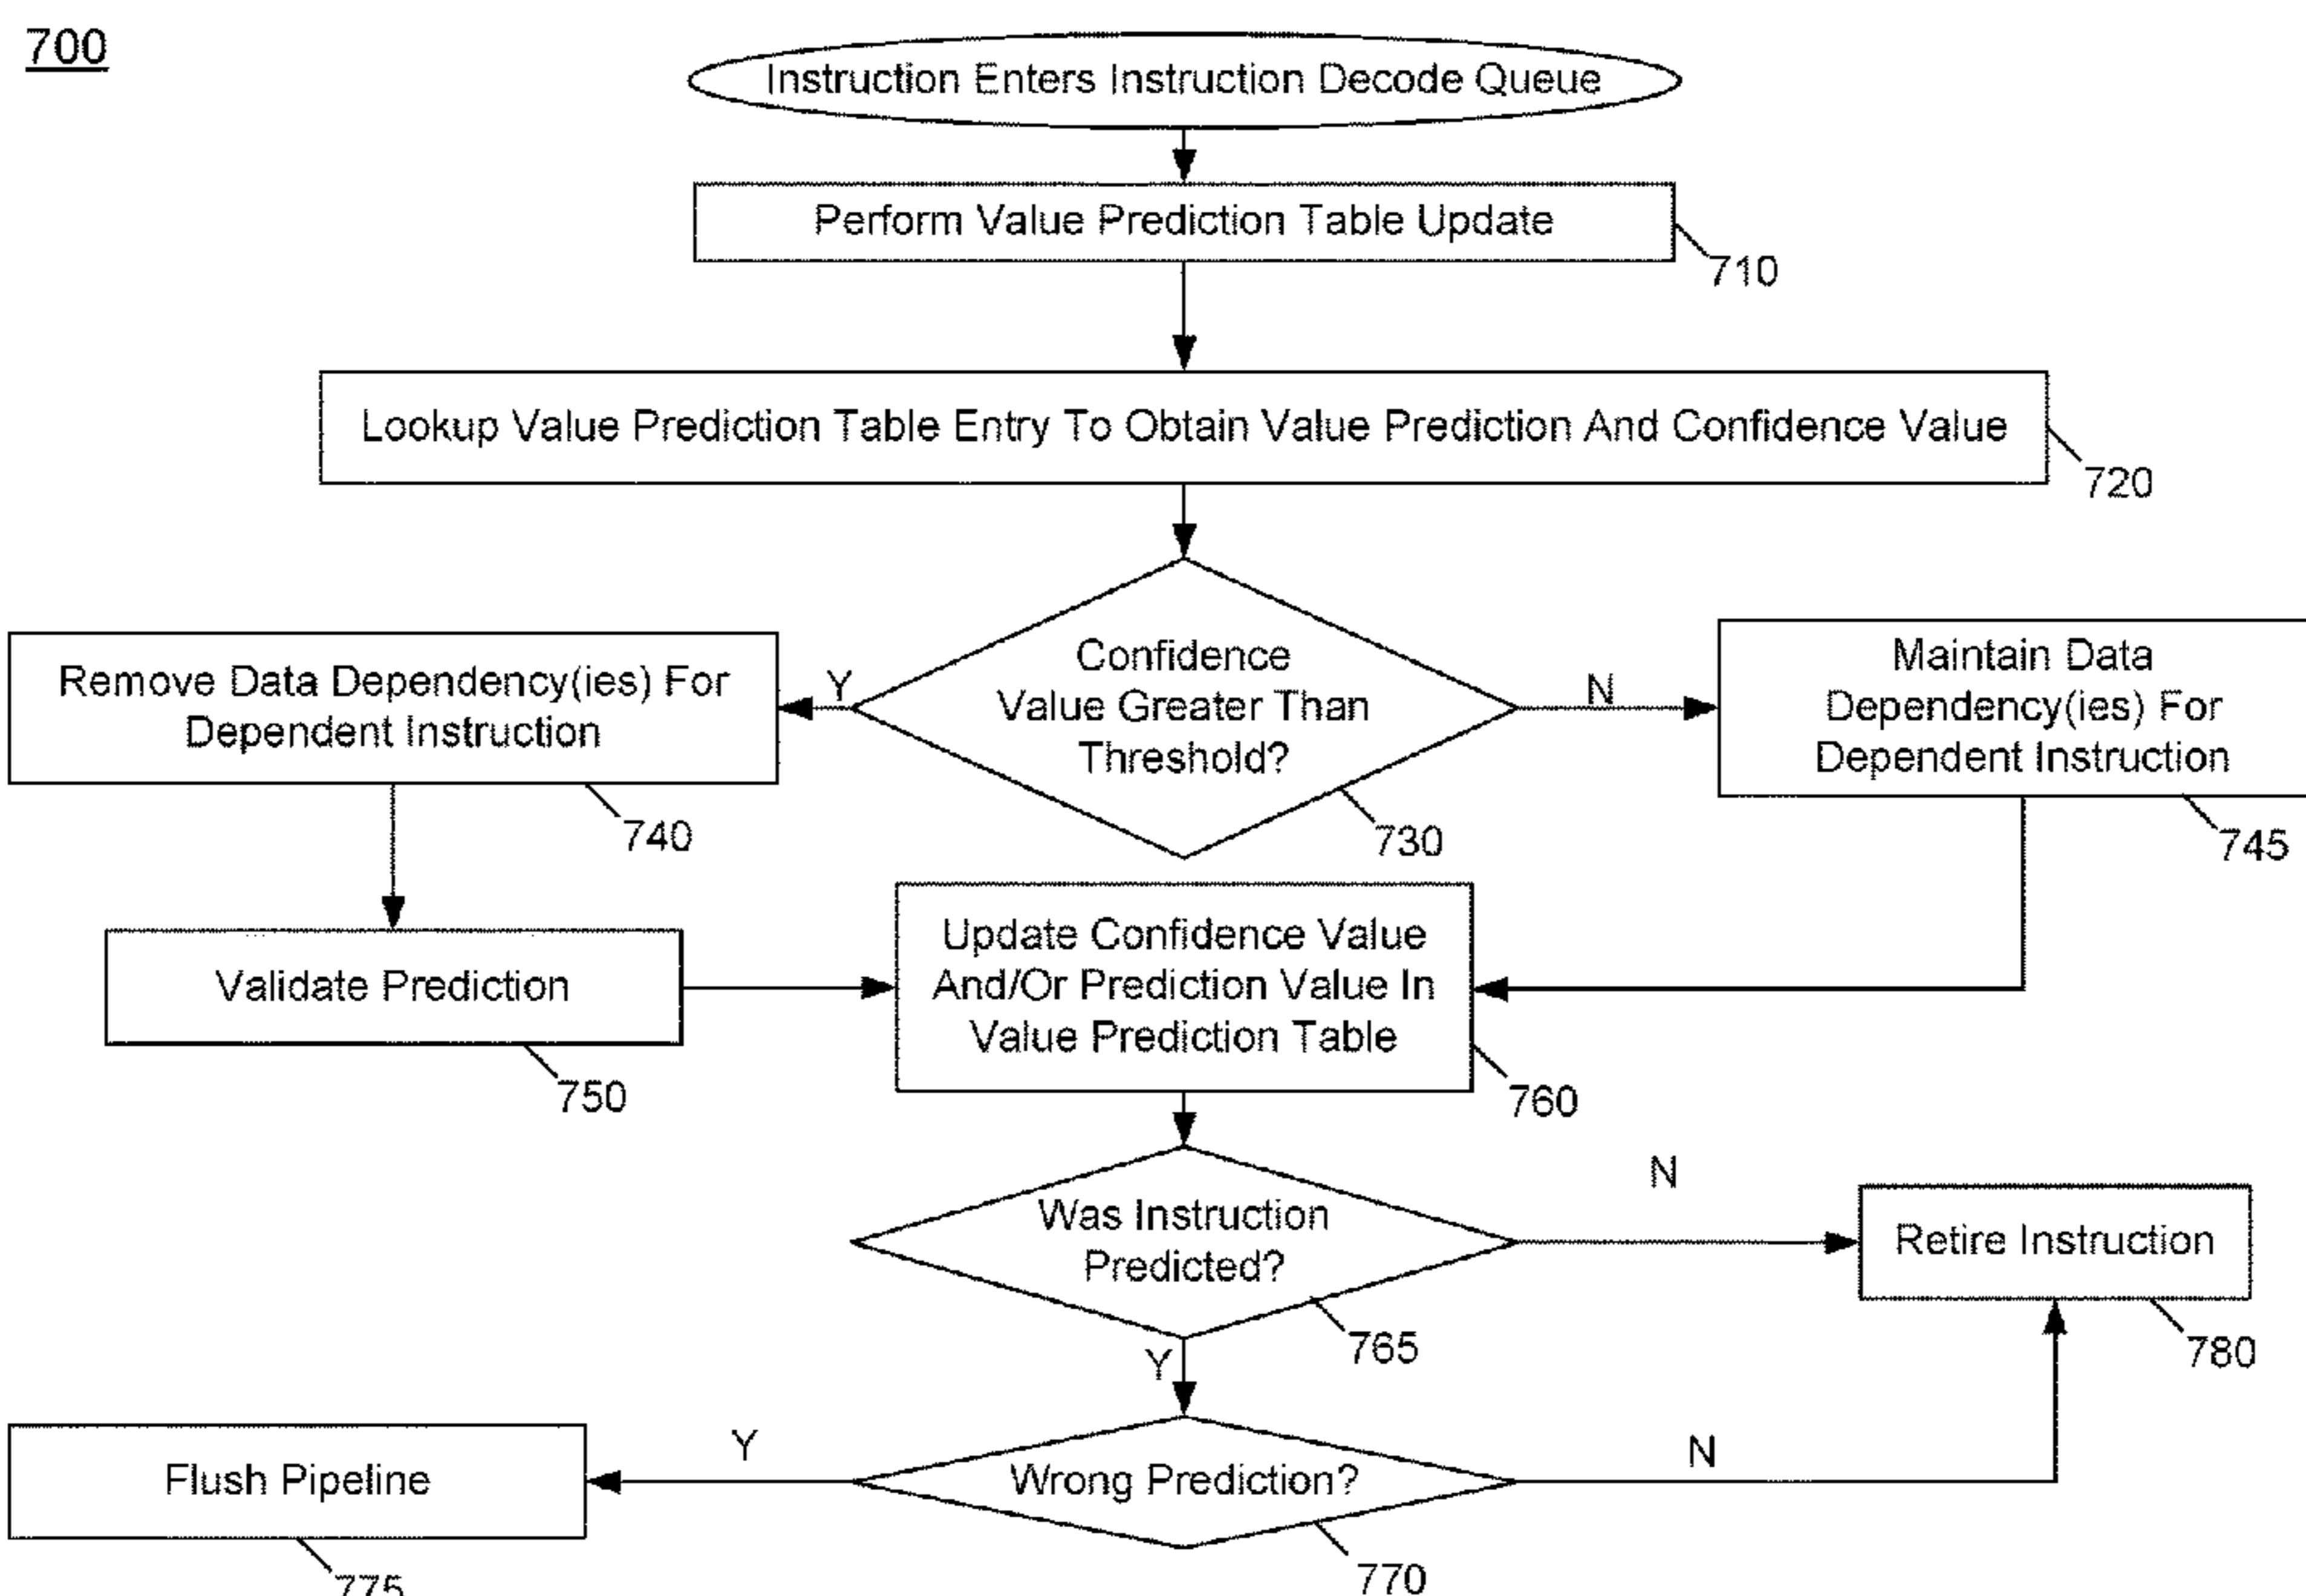 700
Instruction Enters Instruction Decode Queue
Perform Value Prediction Table Update
710
Lookup Value Prediction Table Entry To Obtain Value Prediction And Confidence Value
720
Confidence
Value Greater Than
Threshold?
730
Y
N
Remove Data Dependency(ies) For
Dependent Instruction
740
Maintain Data
Dependency(ies) For
Dependent Instruction
745
Validate Prediction
750
Update Confidence Value
And/Or Prediction Value In
Value Prediction Table
760
Was Instruction
Predicted?
765
N
Y
Retire Instruction
780
Wrong Prediction?
770
Y
N
Flush Pipeline
775